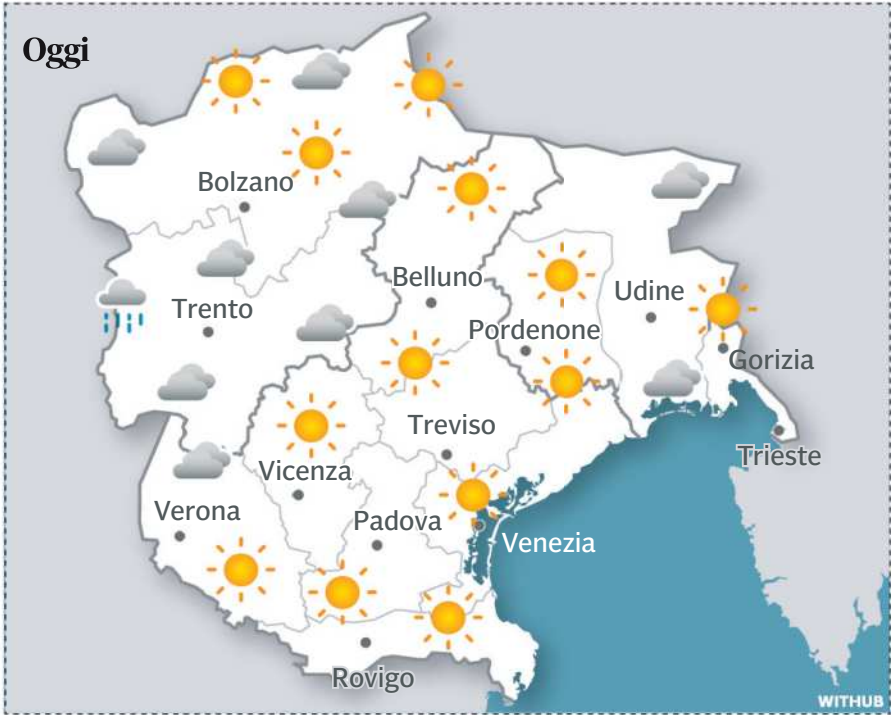 Oggi
Bolzano
Belluno
Udine
Trento
Pordenone
Gorizia
Treviso
Trieste
Vicenza
Verona
Padova
Venezia
Rovigo
WITHUB